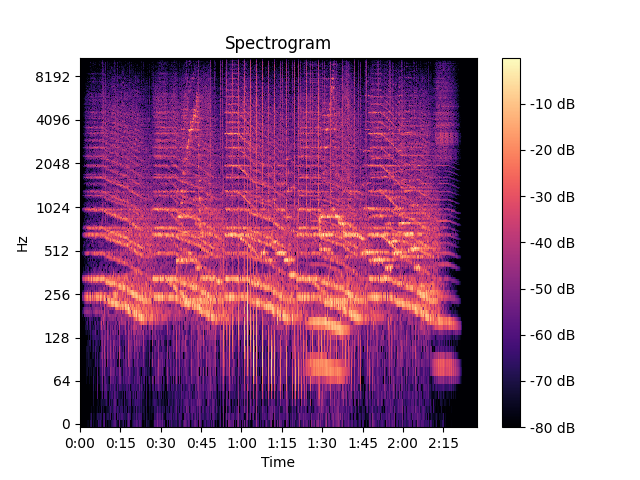 Spectrogram
8192
4096
2048
1024
512
256
128
64
0
Hz
0:00 0:15 0:30 0:45 1:00 1:15 1:30 1:45 2:00 2:15
Time
-10 dB
-20 dB
-30 dB
-40 dB
-50 dB
-60 dB
-70 dB
-80 dB